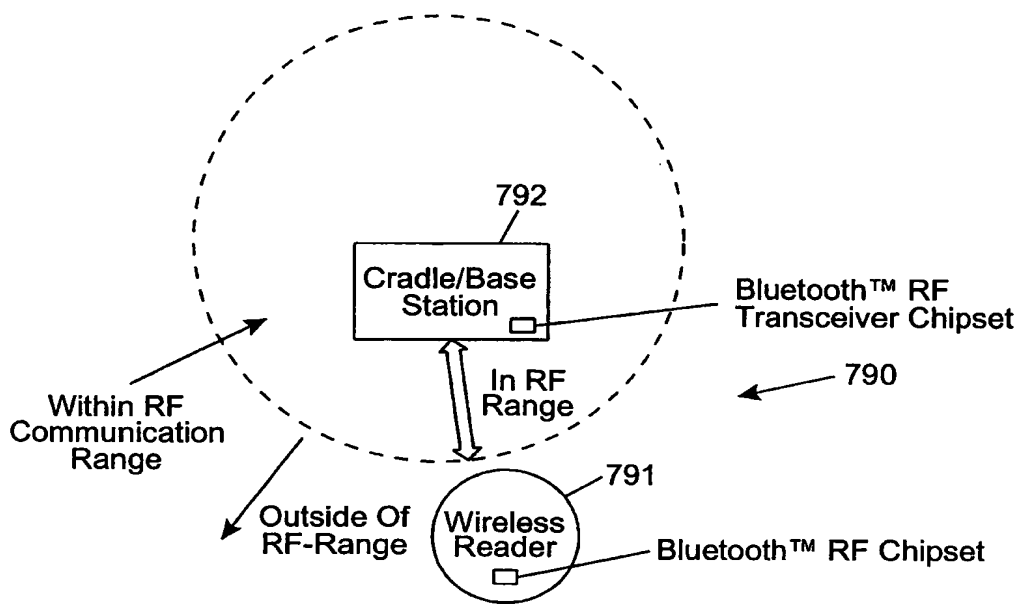 792
Cradle/Base
Station
Bluetooth™ RF
Transceiver Chipset
In RF
Range
790
Within RF
Communication
Range
791
Outside Of
RF-Range
Wireless
Reader
Bluetooth™ RF Chipset